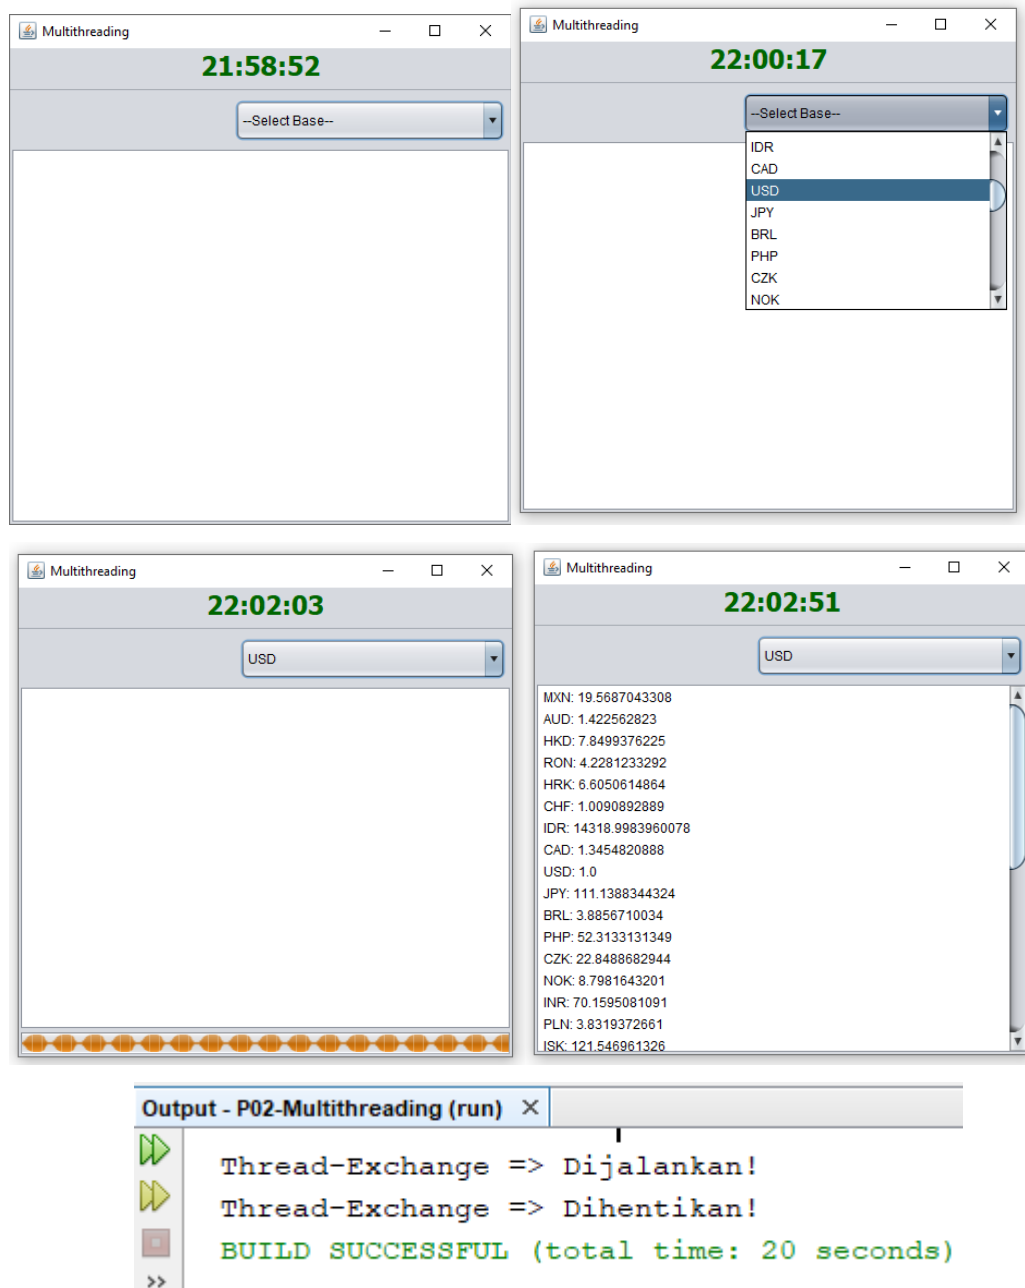 Multithreading
21:58:52
--Select Base--
Multithreading
22:00:17
--Select Base--
IDR
CAD
USD
JPY
BRL
PHP
CZK
NOK
Multithreading
22:02:03
USD
Multithreading
22:02:51
USD
MXN: 19.5687043308
AUD: 1.422562823
HKD: 7.8499376225
RON: 4.2281233292
HRK: 6.6050614864
CHF: 1.0090892889
IDR: 14318.9983960078
CAD: 1.3454820888
USD: 1.0
JPY: 111.1388344324
BRL: 3.8856710034
PHP: 52.3133131349
CZK: 22.8488682944
NOK: 8.7981643201
INR: 70.1595081091
PLN: 3.8319372661
ISK: 121.546961326
Output - P02-Multithreading (run)
Thread-Exchange => Dijalankan!
Thread-Exchange => Dihentikan!
BUILD SUCCESSFUL (total time: 20 seconds)